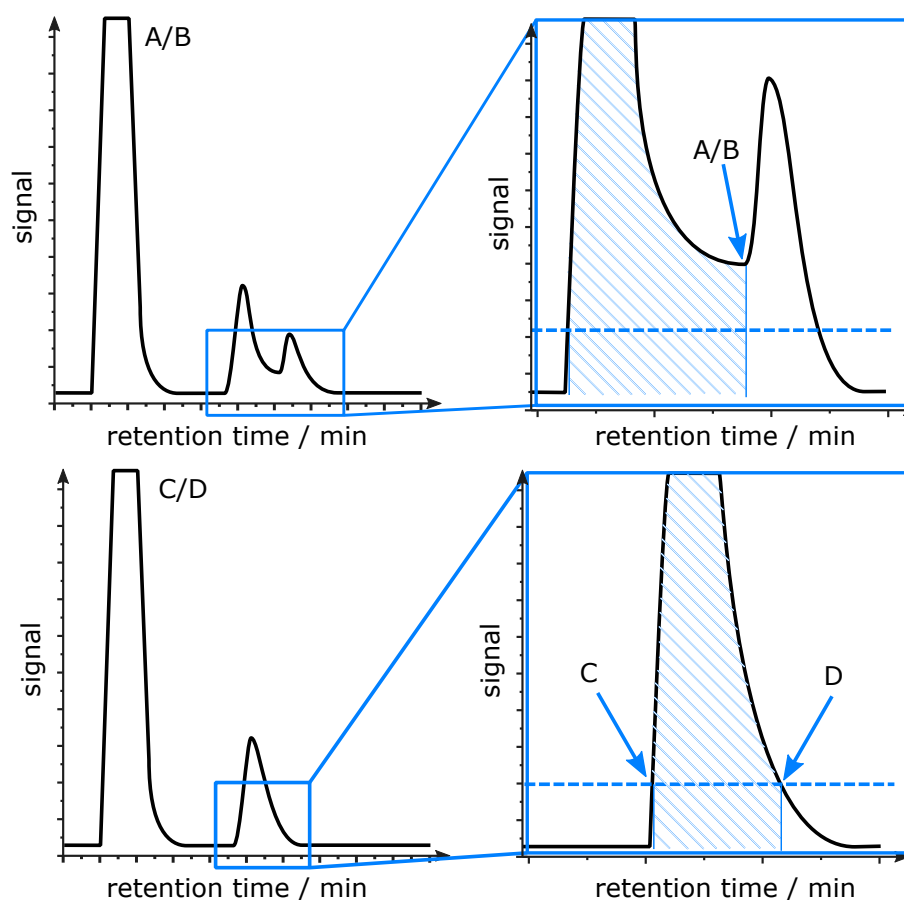 A/B
signal
retention time / min
A/B
signal
retention time / min
C/D
signal
retention time / min
C
D
signal
retention time / min